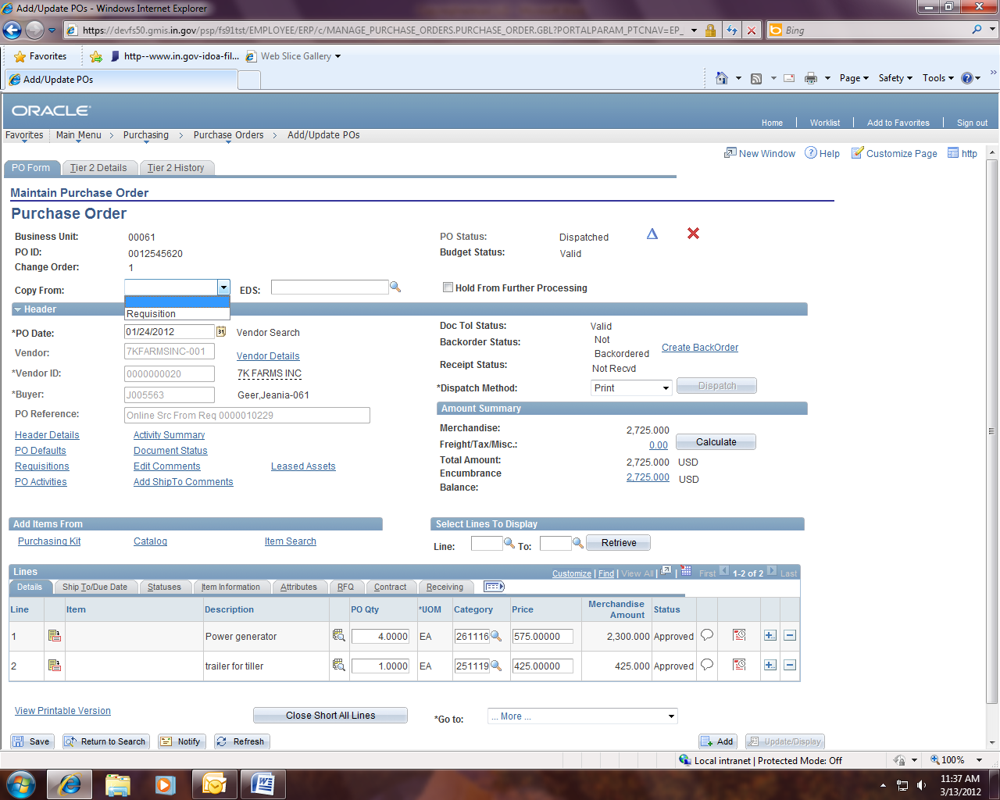 Add/Update POs - Windows Internet Explorer
https://devfs50.gmis.in.gov/psp/fs91tst/EMPLOYEE/ERP/c/MANAGE_PURCHASE_ORDERS.PURCHASE_ORDER.GBL?PORTALPARAM_PTCNAV=EP_ Bing
Favorites http--www.in.gov-idoa-fil... Web Slice Gallery
Add/Update POs Page Safety Tools
ORACLE
Home Worklist Add to Favorites Sign out
Favorites Main Menu > Purchasing > Purchase Orders > Add/Update POs
New Window Help Customize Page http
PO Form Tier 2 Details Tier 2 History
Maintain Purchase Order
Purchase Order
Business Unit: 00061 PO Status: Dispatched
PO ID: 0012545620 Budget Status: Valid
Change Order: 1
Copy From: EDS: Hold From Further Processing
Requisition
Header
*PO Date: 01/24/2012 31 Vendor Search Doc Tol Status: Valid
Backorder Status: Not Backordered Create BackOrder
Vendor: 7KFARMSINC-001 Vendor Details
Receipt Status: Not Recvd
*Vendor ID: 0000000020 7K FARMS INC
*Dispatch Method: Print Dispatch
*Buyer: J005563 Geer,Jeania-061
PO Reference: Online Src From Req 0000010229
Amount Summary
Merchandise: 2,725.000
Freight/Tax/Misc.: 0.00 Calculate
Total Amount: 2,725.000 USD
Encumbrance Balance: 2,725.000 USD
Header Details Activity Summary
PO Defaults Document Status
Requisitions Edit Comments Leased Assets
PO Activities Add ShipTo Comments
Add Items From Select Lines To Display
Purchasing Kit Catalog Item Search
Line: To: Retrieve
Lines Customize | Find | View All | | First 1-2 of 2 Last
Details Ship To/Due Date Statuses Item Information Attributes RFQ Contract Receiving
Line Item Description PO Qty *UOM Category Price Merchandise Amount Status
1 Power generator 4.0000 EA 261116 575.00000 2,300.000 Approved
2 trailer for tiller 1.0000 EA 251119 425.00000 425.000 Approved
View Printable Version Close Short All Lines *Go to: ... More ...
Save Return to Search Notify Refresh Add Update/Display
Local intranet | Protected Mode: Off 100%
11:37 AM
3/13/2012